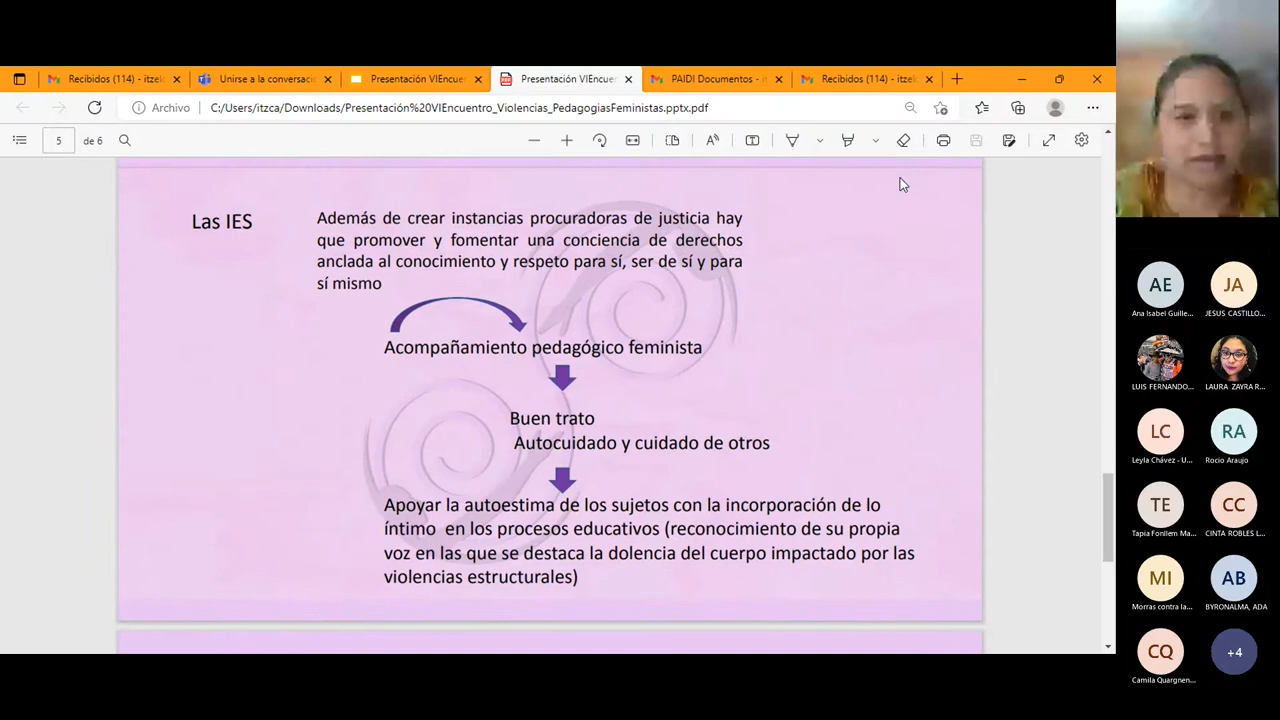 Recibidos (114) - itzelc
Unirse a la conversació
Presentación VIEncuen
Presentación VIEncuen
PAIDI Documentos - it
Recibidos (114) - itzelc
Archivo
C:/Users/itzca/Downloads/Presentación%20VIEncuentro_Violencias_PedagogiasFeministas.pptx.pdf
5 de 6
Las IES
Además de crear instancias procuradoras de justicia hay
que promover y fomentar una conciencia de derechos
anclada al conocimiento y respeto para sí, ser de sí y para
sí mismo
Acompañamiento pedagógico feminista
Buen trato
Autocuidado y cuidado de otros
Apoyar la autoestima de los sujetos con la incorporación de lo
íntimo en los procesos educativos (reconocimiento de su propia
voz en las que se destaca la dolencia del cuerpo impactado por las
violencias estructurales)
AE
JA
Ana Isabel Guille...
JESUS CASTILLO...
LUIS FERNANDO...
LAURA ZAYRA R...
LC
RA
Leyla Chávez - U...
Rocio Araujo
TE
CC
Tapia Fonllem Ma...
CINTA ROBLES L...
MI
AB
Morras contra la...
BYRONALMA, ADA
CQ
+4
Camila Quargnen...